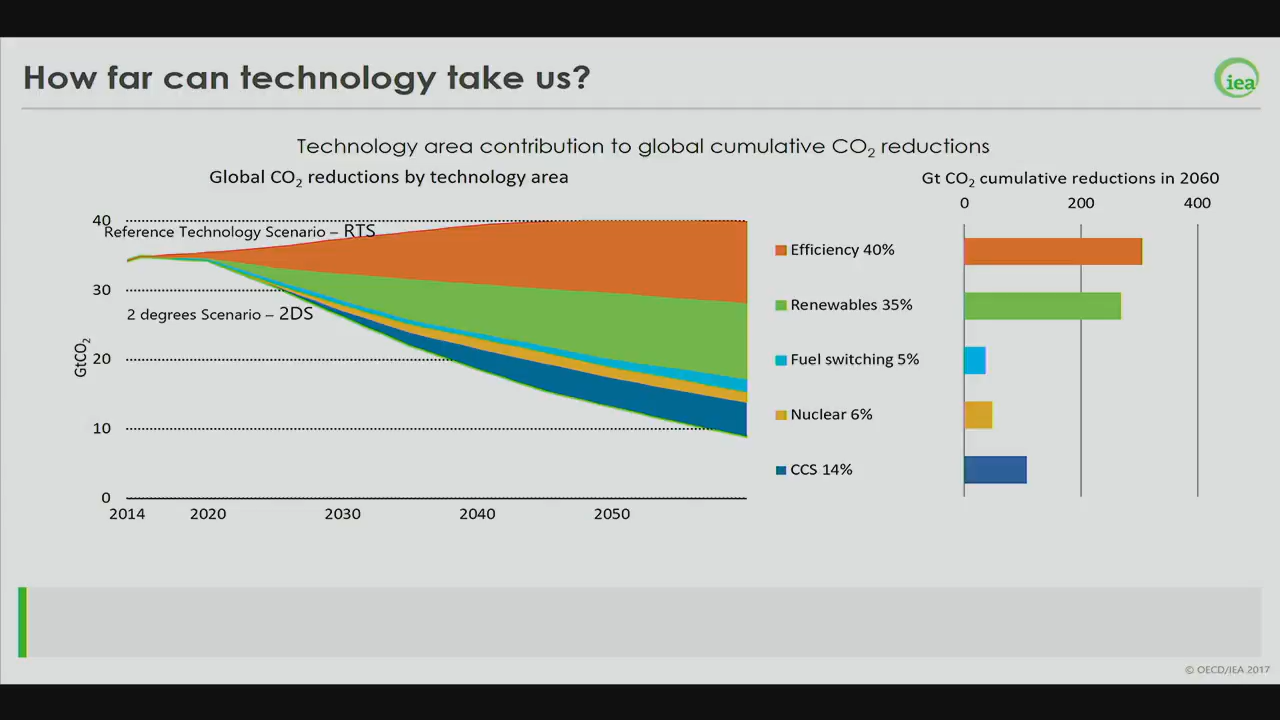 How far can technology take us?
iea
Technology area contribution to global cumulative CO2 reductions
Global CO2 reductions by technology area
40
Reference Technology Scenario – RTS
30
2 degrees Scenario – 2DS
GtCO2
20
10
0
2014 2020 2030 2040 2050
Efficiency 40%
Renewables 35%
Fuel switching 5%
Nuclear 6%
CCS 14%
Gt CO2 cumulative reductions in 2060
0 200 400
© OECD/IEA 2017